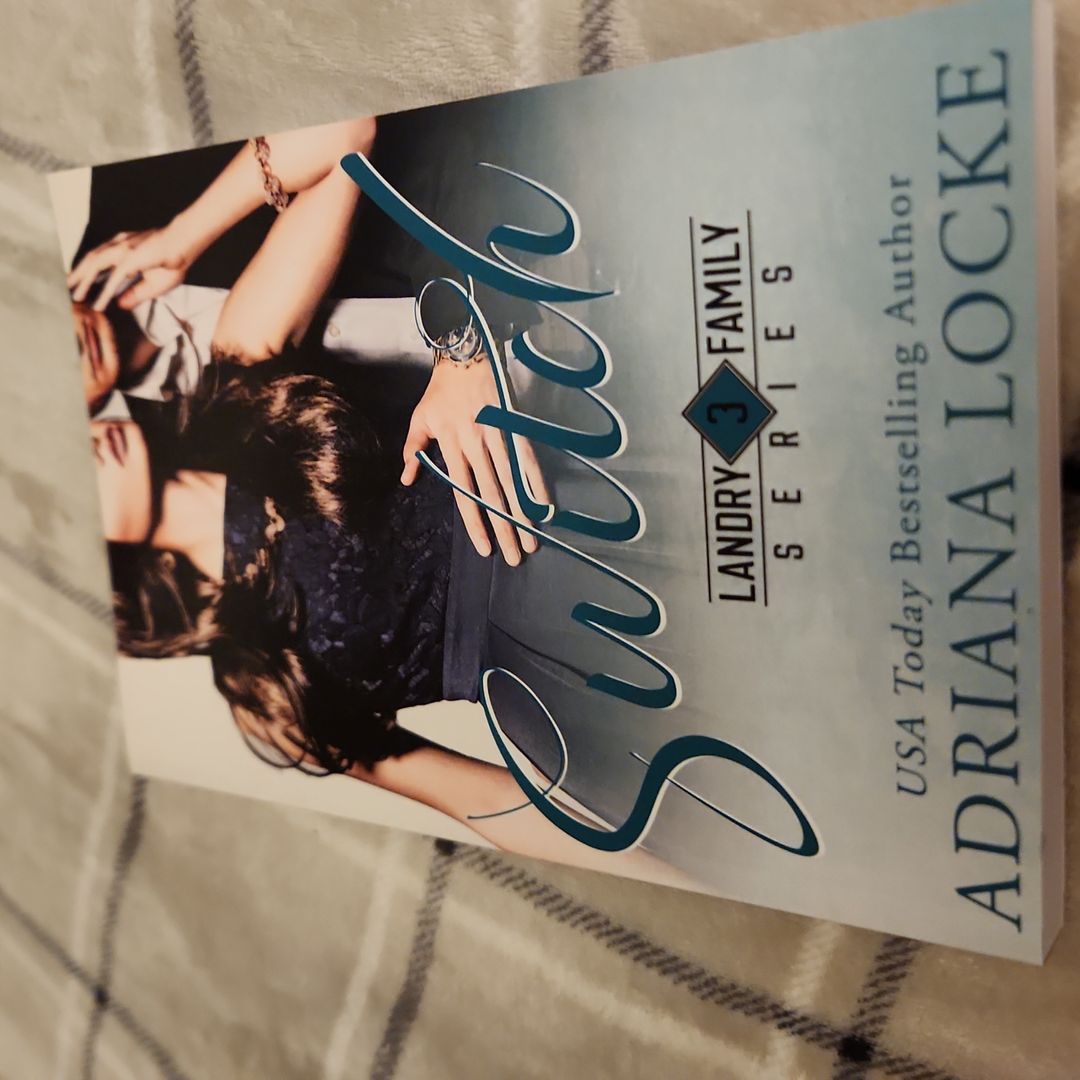 Switch
LANDRY 3 FAMILY
SERIES
USA Today Bestselling Author
ADRIANA LOCKE